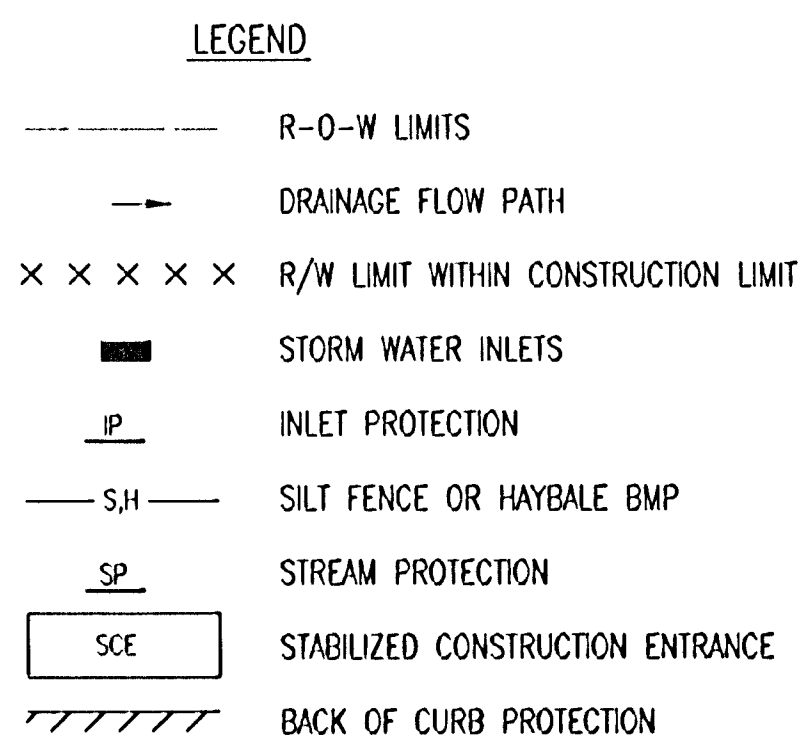 LEGEND
R-O-W LIMITS
DRAINAGE FLOW PATH
R/W LIMIT WITHIN CONSTRUCTION LIMIT
STORM WATER INLETS
IP INLET PROTECTION
S,H SILT FENCE OR HAYBALE BMP
SP STREAM PROTECTION
SCE STABILIZED CONSTRUCTION ENTRANCE
BACK OF CURB PROTECTION